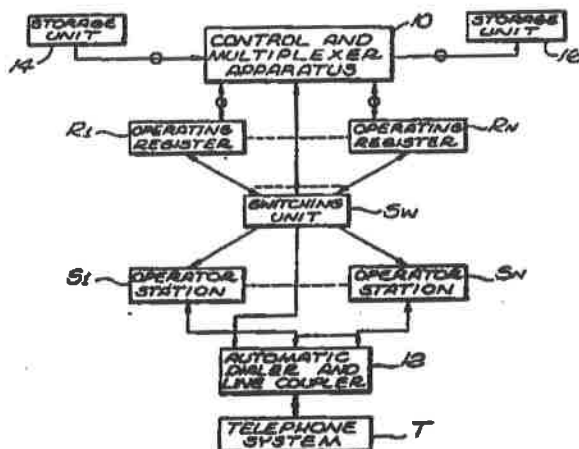 STORAGE UNIT
14
CONTROL AND MULTIPLEXER APPARATUS
10
STORAGE UNIT
16
R1
OPERATING REGISTER
OPERATING REGISTER
RN
SWITCHING UNIT
SW
S1
OPERATOR STATION
OPERATOR STATION
SN
AUTOMATIC DIALER AND LINE COUPLER
12
TELEPHONE SYSTEM
T